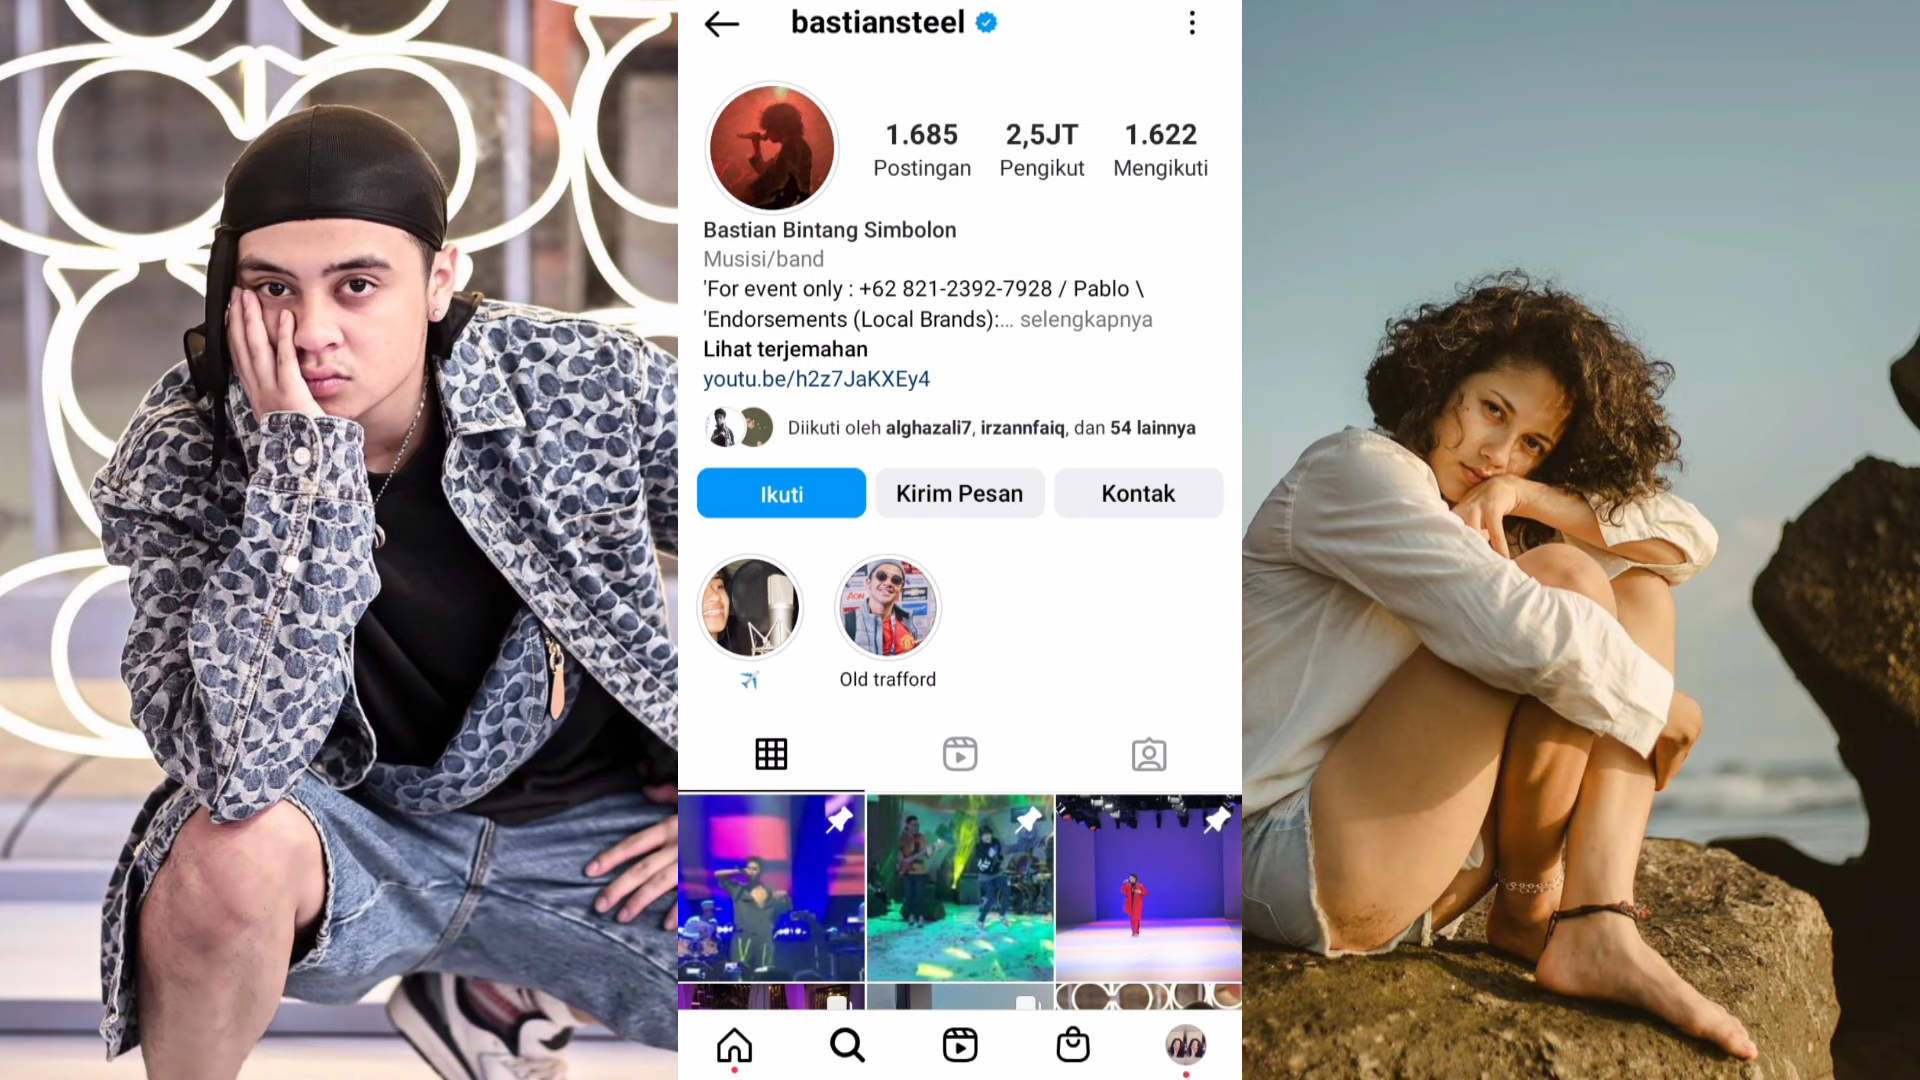 bastiansteel
1.685 2,5JT 1.622
Postingan Pengikut Mengikuti
Bastian Bintang Simbolon
Musisi/band
'For event only : +62 821-2392-7928 / Pablo \
'Endorsements (Local Brands):... selengkapnya
Lihat terjemahan
youtu.be/h2z7JaKXEy4
Diikuti oleh alghazali7, irzannfaiq, dan 54 lainnya
Ikuti Kirim Pesan Kontak
AON
Old trafford